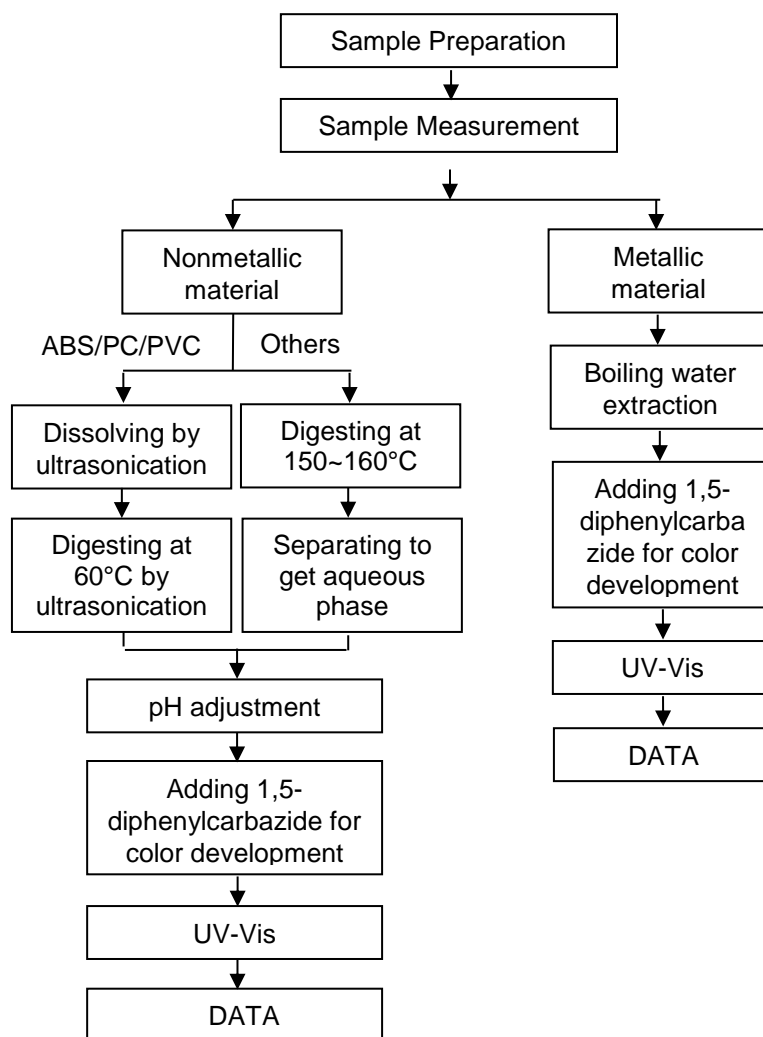 Sample Preparation
Sample Measurement
Nonmetallic
material
ABS/PC/PVC
Others
Dissolving by
ultrasonication
Digesting at
150~160°C
Digesting at
60°C by
ultrasonication
Separating to
get aqueous
phase
pH adjustment
Adding 1,5-
diphenylcarbazide for
color development
UV-Vis
DATA
Metallic
material
Boiling water
extraction
Adding 1,5-
diphenylcarba
zide for color
development
UV-Vis
DATA